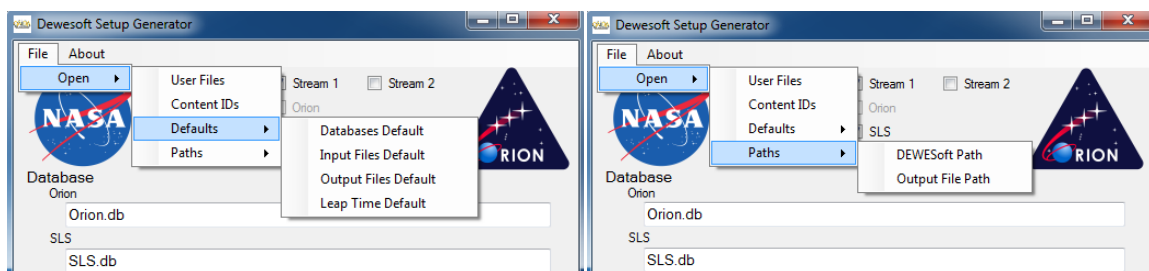 Dewesoft Setup Generator
File About
Open
User Files
Content IDs
Defaults
Paths
Databases Default
Input Files Default
Output Files Default
Leap Time Default
Stream 1 Stream 2
Orion
NASA
RION
Database
Orion
Orion.db
SLS
SLS.db
Dewesoft Setup Generator
File About
Open
User Files
Content IDs
Defaults
Paths
DEWESoft Path
Output File Path
Stream 1 Stream 2
Orion
SLS
NASA
ORION
Database
Orion
Orion.db
SLS
SLS.db